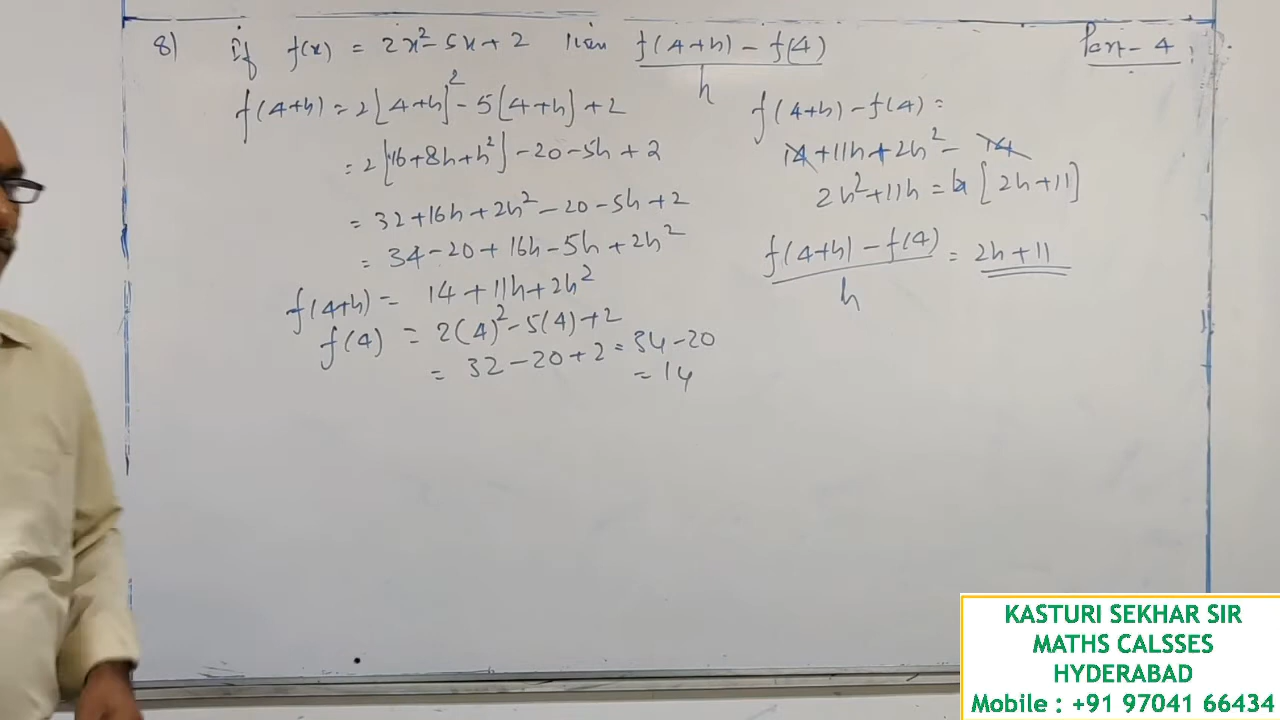 8) If f(x) = 2x² - 5x + 2 then f(4+h) - f(4) / h
Part - 4
f(4+h) = 2[4+h]² - 5[4+h] + 2
= 2[16+8h+h²] - 20 - 5h + 2
= 32 + 16h + 2h² - 20 - 5h + 2
= 34 - 20 + 16h - 5h + 2h²
f(4+h) = 14 + 11h + 2h²
f(4) = 2(4)² - 5(4) + 2
= 32 - 20 + 2 = 34 - 20
= 14
f(4+h) - f(4) =
14 + 11h + 2h² - 14
2h² + 11h = h[2h+11]
f(4+h) - f(4) / h = 2h + 11
KASTURI SEKHAR SIR
MATHS CALSSES
HYDERABAD
Mobile : +91 97041 66434